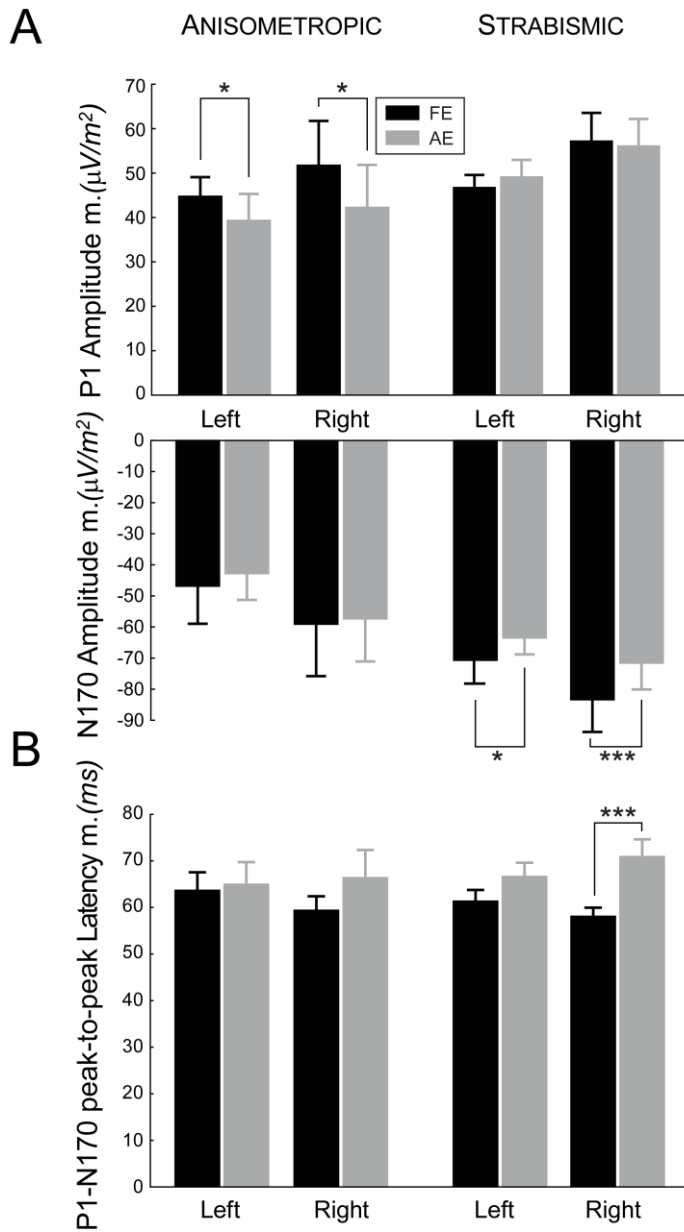 A
ANISOMETROPIC
STRABISMIC
P1 Amplitude m.(μV/m²)
70
60
50
40
30
20
10
0
*
*
FE
AE
Left
Right
Left
Right
N170 Amplitude m.(μV/m²)
0
-10
-20
-30
-40
-50
-60
-70
-80
-90
*
***
B
P1-N170 peak-to-peak Latency m.(ms)
80
70
60
50
40
30
20
10
0
***
Left
Right
Left
Right